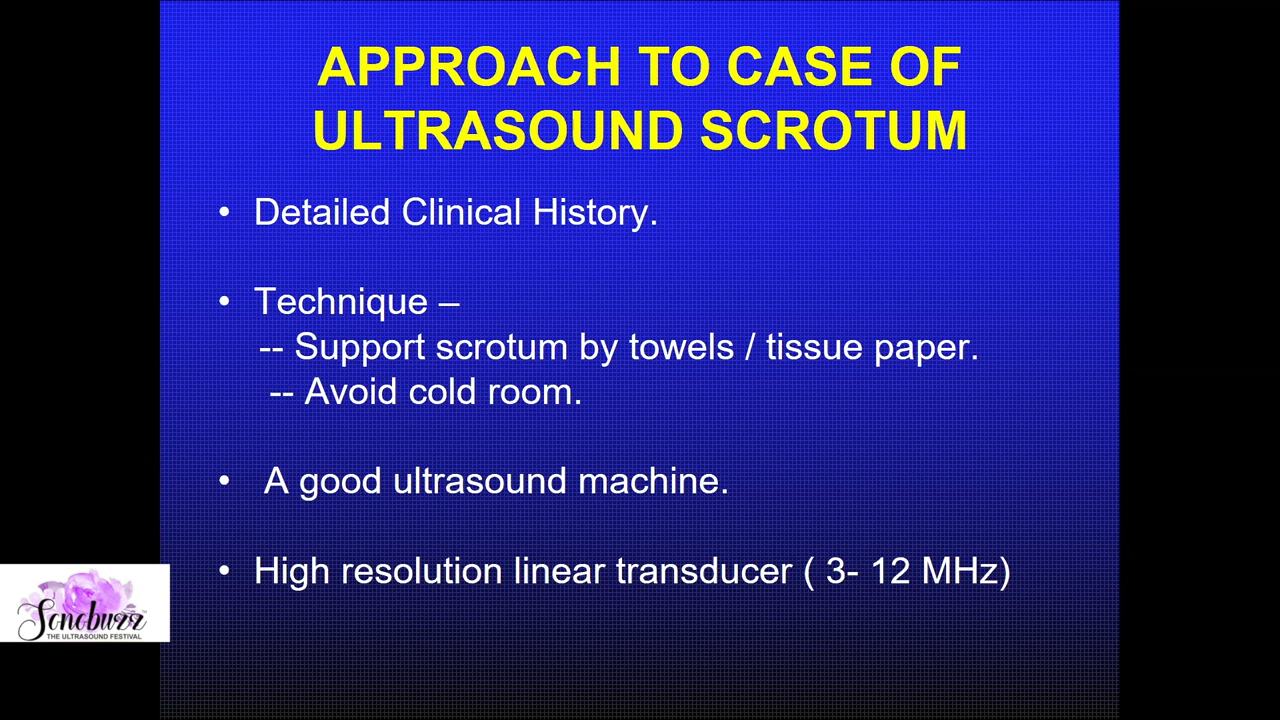 APPROACH TO CASE OF
ULTRASOUND SCROTUM
• Detailed Clinical History.
• Technique –
-- Support scrotum by towels / tissue paper.
-- Avoid cold room.
• A good ultrasound machine.
• High resolution linear transducer ( 3- 12 MHz)
Sonobuzz™
THE ULTRASOUND FESTIVAL